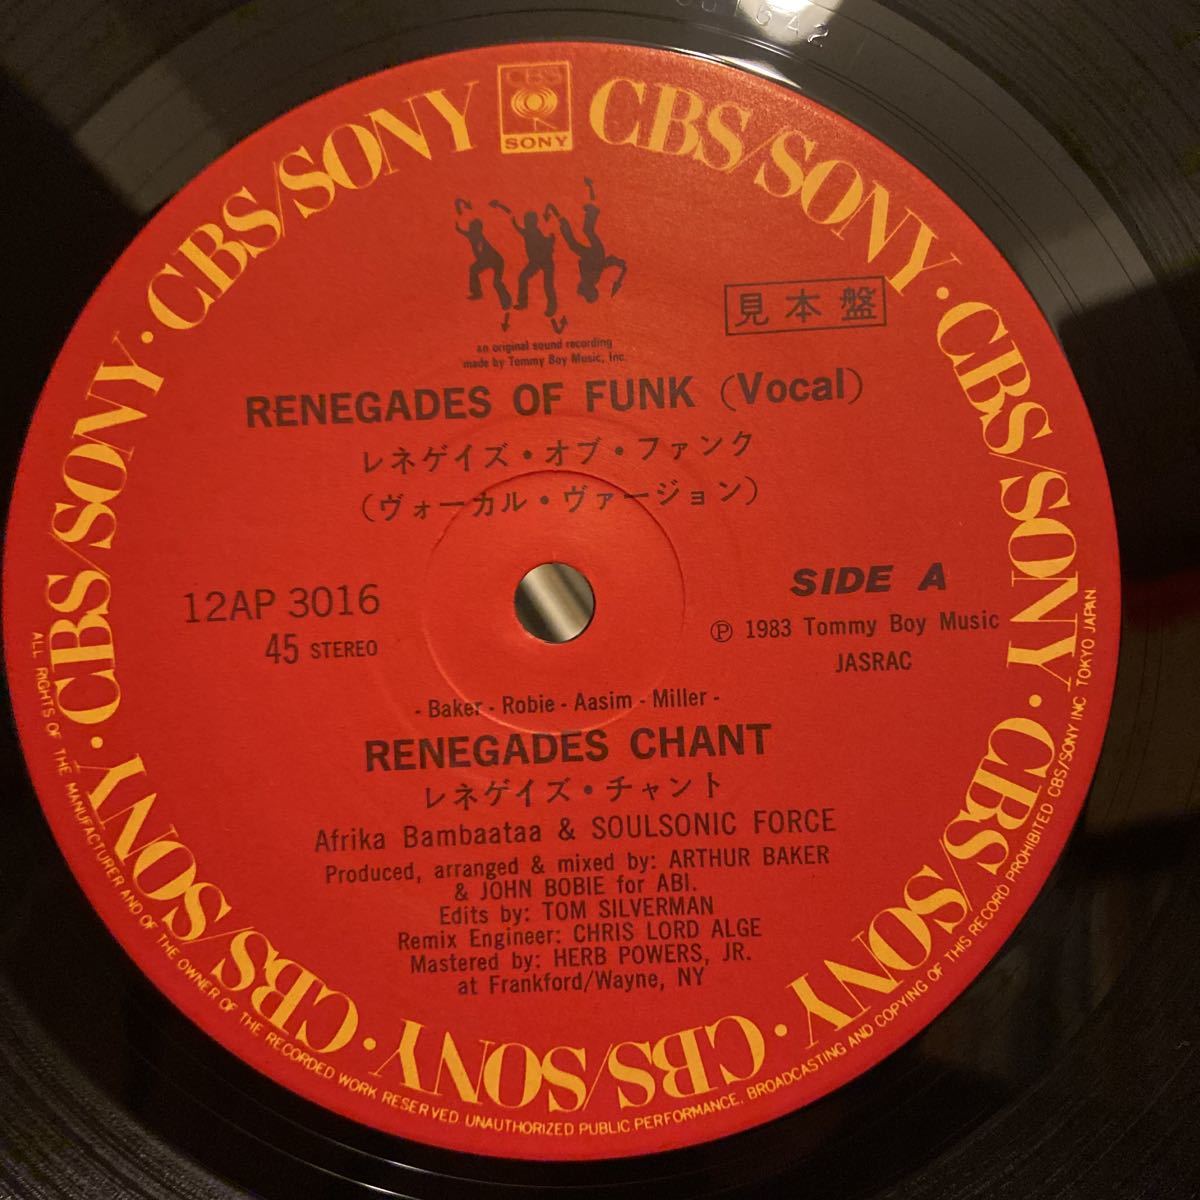 CBS/SONY · CBS/SONY · CBS/SONY · CBS/SONY · CBS/SONY · CBS/SONY · CBS/SONY · CBS/SONY · CBS/SONY
CBS
SONY
an original sound recording
made by Tommy Boy Music, Inc.
見本盤
RENEGADES OF FUNK (Vocal)
レネゲイズ・オブ・ファンク
(ヴォーカル・ヴァージョン)
12AP 3016
45 STEREO
SIDE A
Ⓟ 1983 Tommy Boy Music
JASRAC
- Baker - Robie - Aasim - Miller -
RENEGADES CHANT
レネゲイズ・チャント
Afrika Bambaataa & SOULSONIC FORCE
Produced, arranged & mixed by: ARTHUR BAKER
& JOHN BOBIE for ABI.
Edits by: TOM SILVERMAN
Remix Engineer: CHRIS LORD ALGE
Mastered by: HERB POWERS, JR.
at Frankford/Wayne, NY
ALL RIGHTS OF THE MANUFACTURER AND OF THE OWNER OF THE RECORDED WORK RESERVED. UNAUTHORIZED PUBLIC PERFORMANCE, BROADCASTING AND COPYING OF THIS RECORD PROHIBITED CBS/SONY INC TOKYO JAPAN